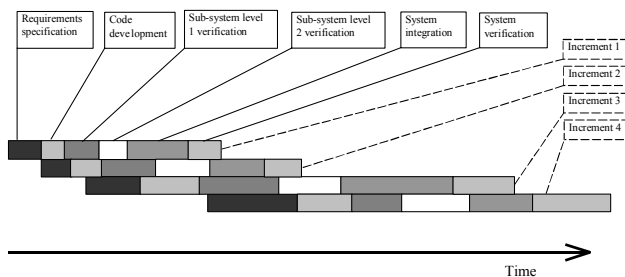 Requirements
specification
Code
development
Sub-system level
1 verification
Sub-system level
2 verification
System
integration
System
verification
Increment 1
Increment 2
Increment 3
Increment 4
Time